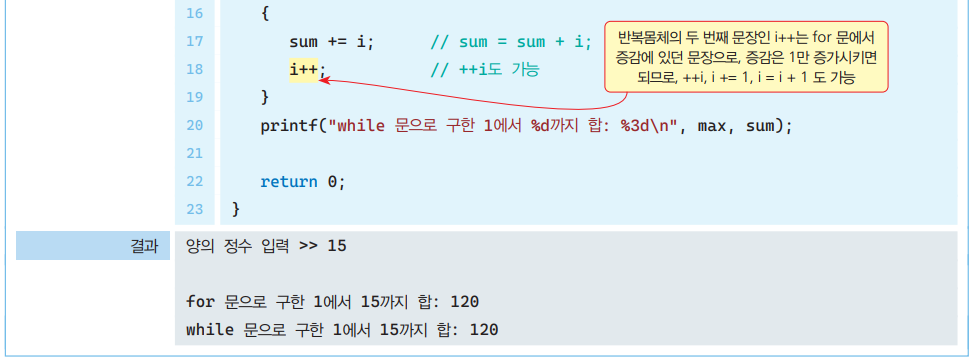 16 {
17 sum += i; // sum = sum + i;
18 i++; // ++i도 가능
반복몸체의 두 번째 문장인 i++는 for 문에서
증감에 있던 문장으로, 증감은 1만 증가시키면
되므로, ++i, i += 1, i = i + 1 도 가능
19 }
20 printf("while 문으로 구한 1에서 %d까지 합: %3d\n", max, sum);
21
22 return 0;
23 }
결과 양의 정수 입력 >> 15
for 문으로 구한 1에서 15까지 합: 120
while 문으로 구한 1에서 15까지 합: 120